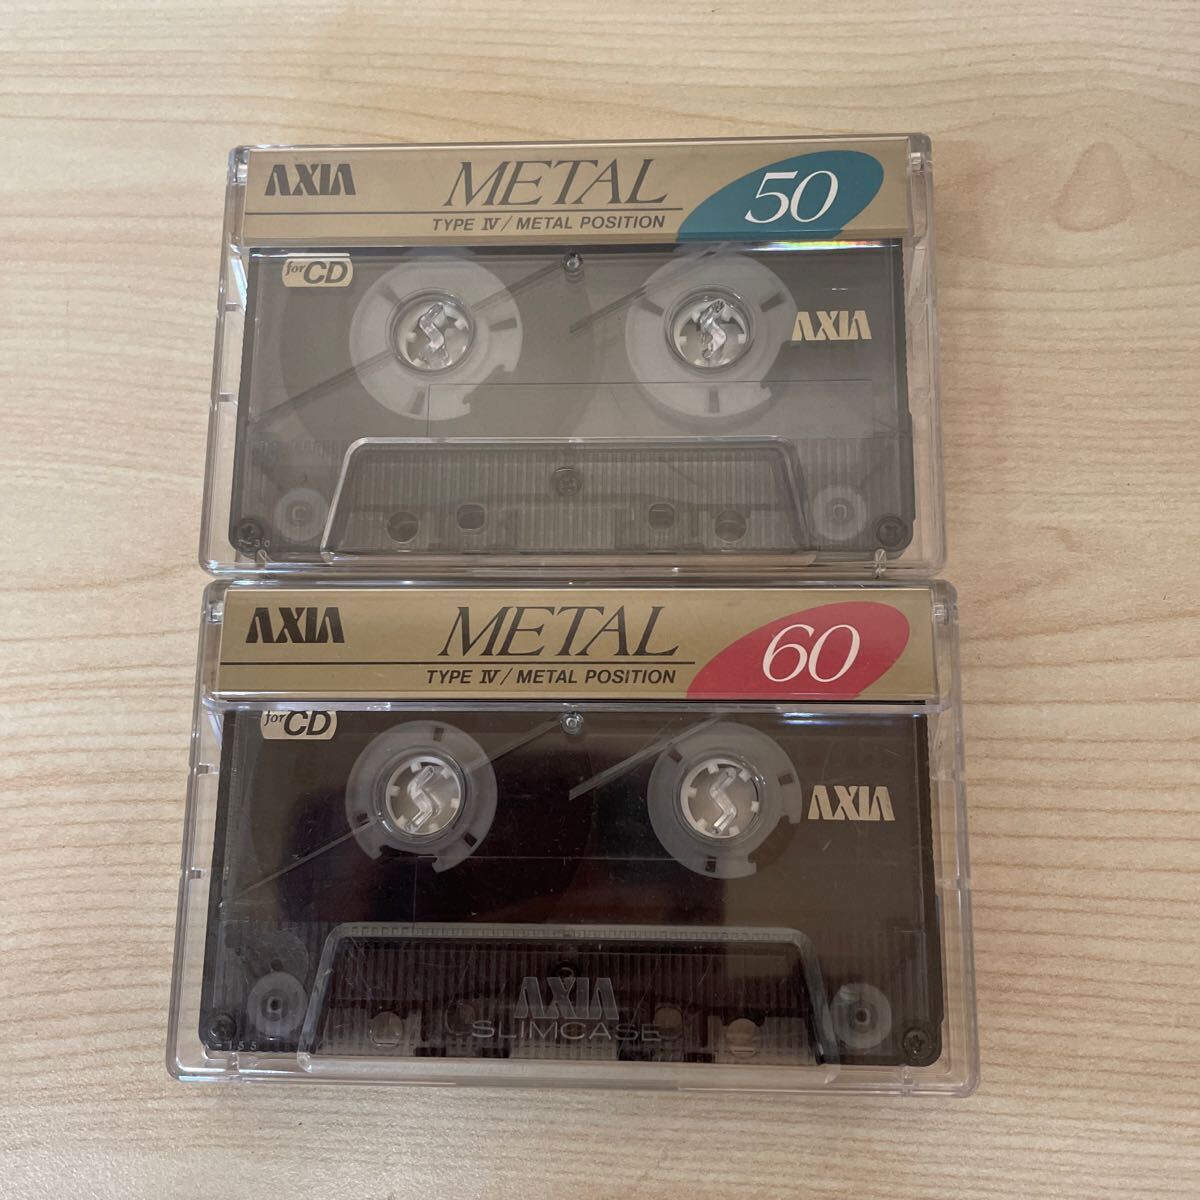 AXIA METAL 50
TYPE IV / METAL POSITION
for CD
AXIA
AXIA METAL 60
TYPE IV / METAL POSITION
for CD
AXIA
AXIA
SLIMCASE